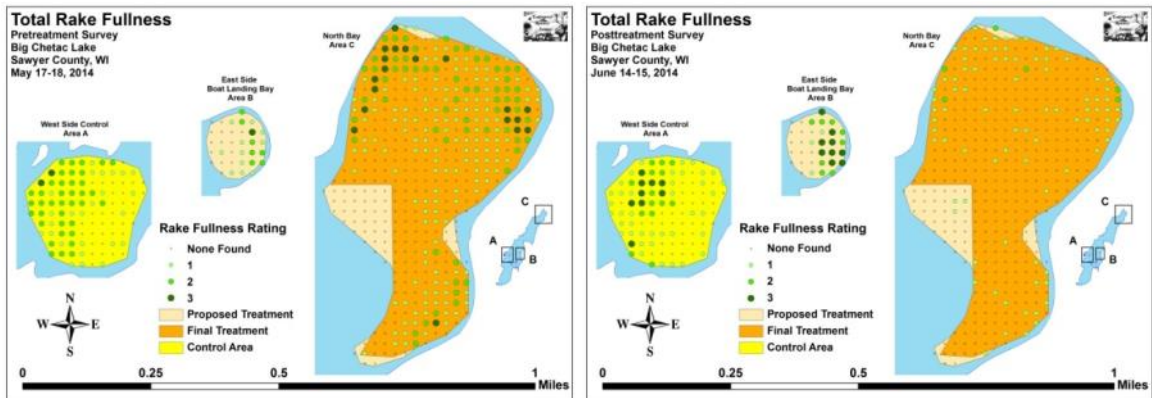 Total Rake Fullness
Pretreatment Survey
Big Chetac Lake
Sawyer County, WI
May 17-18, 2014
North Bay
Area C
East Side
Boat Landing Bay
Area B
West Side Control
Area A
C
A
B
Rake Fullness Rating
None Found
1
2
3
Proposed Treatment
Final Treatment
Control Area
N
W E
S
0 0.25 0.5 1
Miles
Total Rake Fullness
Posttreatment Survey
Big Chetac Lake
Sawyer County, WI
June 14-15, 2014
North Bay
Area C
East Side
Boat Landing Bay
Area B
West Side Control
Area A
C
A
B
Rake Fullness Rating
None Found
1
2
3
Proposed Treatment
Final Treatment
Control Area
N
W E
S
0 0.25 0.5 1
Miles